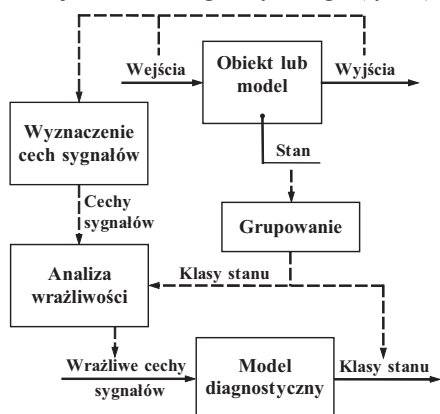 Wejścia
Obiekt lub
model
Wyjścia
Wyznaczenie
cech sygnałów
Stan
Cechy
sygnałów
Grupowanie
Analiza
wrażliwości
Klasy stanu
Wrażliwe cechy
sygnałów
Model
diagnostyczny
Klasy stanu